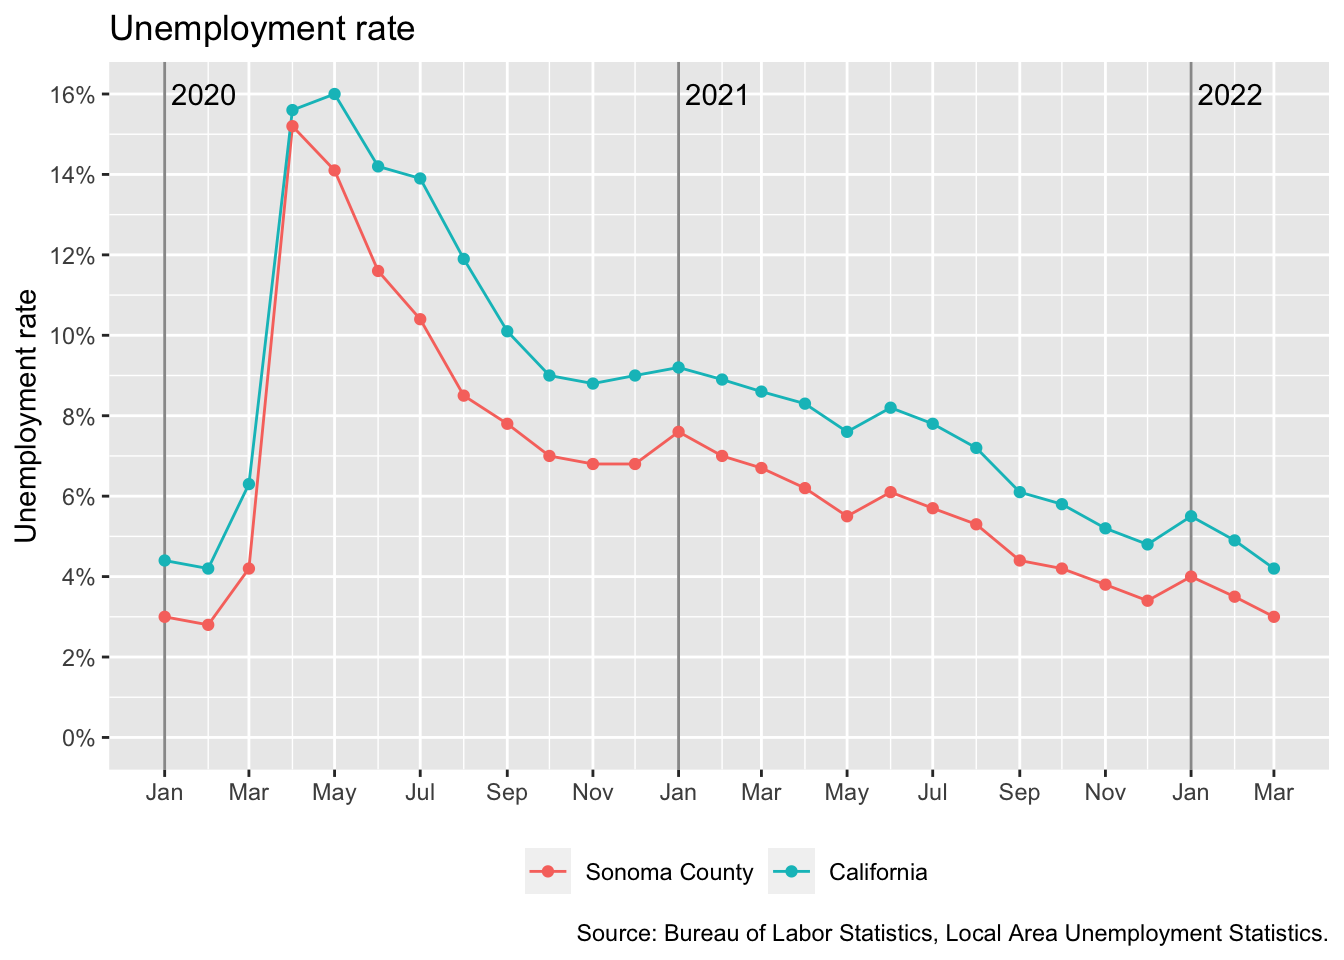 Unemployment rate
2020 2021 2022
16%
14%
12%
10%
8%
6%
4%
2%
0%
Unemployment rate
Jan Mar May Jul Sep Nov Jan Mar May Jul Sep Nov Jan Mar
Sonoma County California
Source: Bureau of Labor Statistics, Local Area Unemployment Statistics.